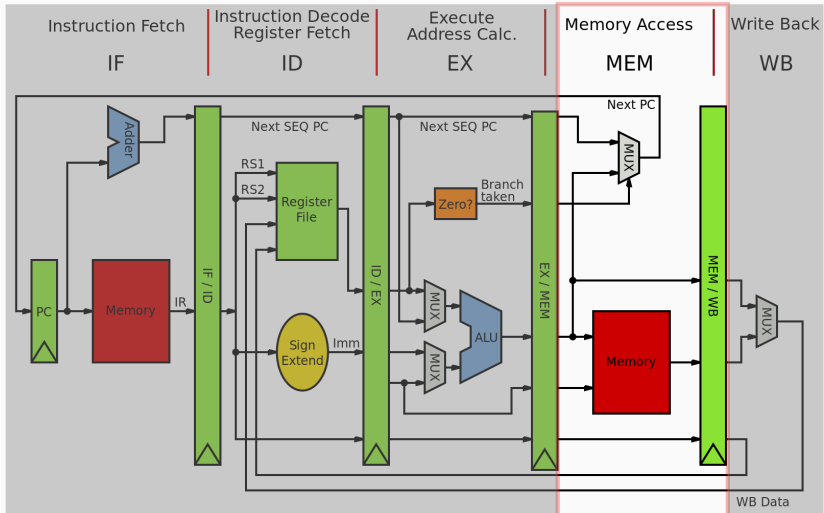 Instruction Fetch
IF
Instruction Decode
Register Fetch
ID
Execute
Address Calc.
EX
Memory Access
MEM
Write Back
WB
Next PC
Adder
Next SEQ PC
Next SEQ PC
MUX
RS1
RS2
Register
File
Branch
taken
Zero?
PC
Memory
IR
IF / ID
ID / EX
EX / MEM
MEM / WB
MUX
MUX
ALU
MUX
Sign
Extend
Imm
Memory
WB Data